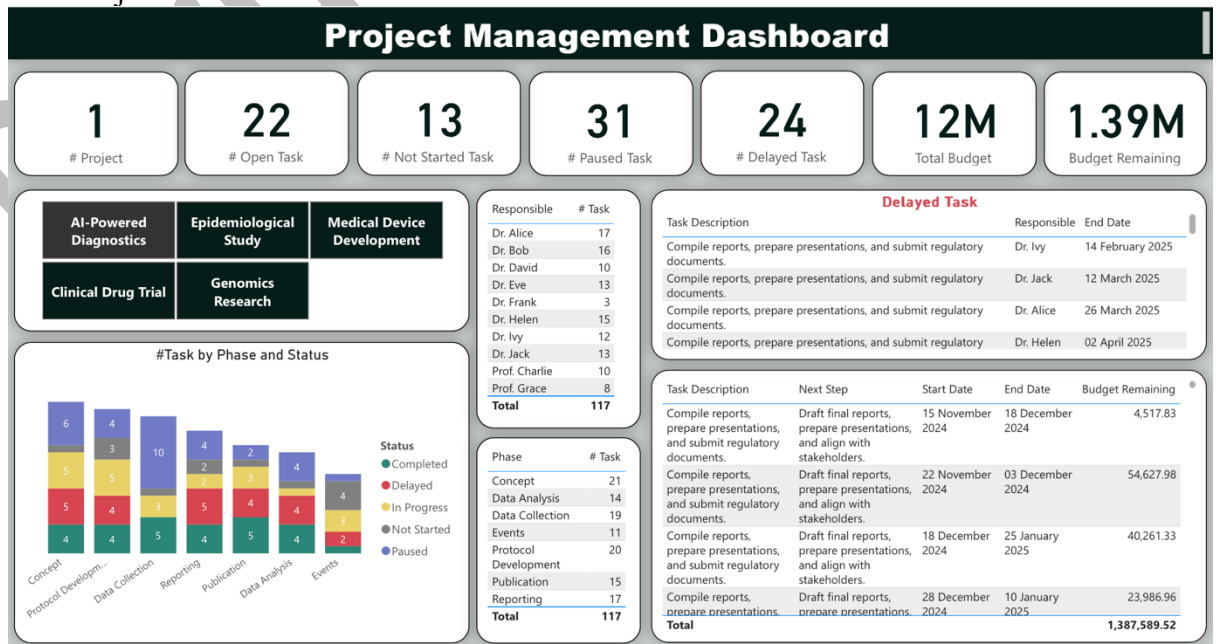 Project Management Dashboard
1
# Project
22
# Open Task
13
# Not Started Task
31
# Paused Task
24
# Delayed Task
12M
Total Budget
1.39M
Budget Remaining
AI-Powered
Diagnostics
Epidemiological
Study
Medical Device
Development
Clinical Drug Trial
Genomics
Research
#Task by Phase and Status
6 4 10 4 2 4
3 2 4
5 5 3 2 3 3
5 4 5 4 4 2
4 4 5 4 5 4
Concept
Protocol Developm...
Data Collection
Reporting
Publication
Data Analysis
Events
Status
Completed
Delayed
In Progress
Not Started
Paused
Responsible # Task
Dr. Alice 17
Dr. Bob 16
Dr. David 10
Dr. Eve 13
Dr. Frank 3
Dr. Helen 15
Dr. Ivy 12
Dr. Jack 13
Prof. Charlie 10
Prof. Grace 8
Total 117
Phase # Task
Concept 21
Data Analysis 14
Data Collection 19
Events 11
Protocol 20
Development
Publication 15
Reporting 17
Total 117
Delayed Task
Task Description Responsible End Date
Compile reports, prepare presentations, and submit regulatory Dr. Ivy 14 February 2025
documents.
Compile reports, prepare presentations, and submit regulatory Dr. Jack 12 March 2025
documents.
Compile reports, prepare presentations, and submit regulatory Dr. Alice 26 March 2025
documents.
Compile reports, prepare presentations, and submit regulatory Dr. Helen 02 April 2025
Task Description Next Step Start Date End Date Budget Remaining
Compile reports, Draft final reports, 15 November 18 December 4,517.83
prepare presentations, prepare presentations, 2024 2024
and submit regulatory and align with
documents. stakeholders.
Compile reports, Draft final reports, 22 November 03 December 54,627.98
prepare presentations, prepare presentations, 2024 2024
and submit regulatory and align with
documents. stakeholders.
Compile reports, Draft final reports, 18 December 25 January 40,261.33
prepare presentations, prepare presentations, 2024 2025
and submit regulatory and align with
documents. stakeholders.
Compile reports, Draft final reports, 28 December 10 January 23,986.96
prepare presentations, prepare presentations, 2024 2025
Total 1,387,589.52